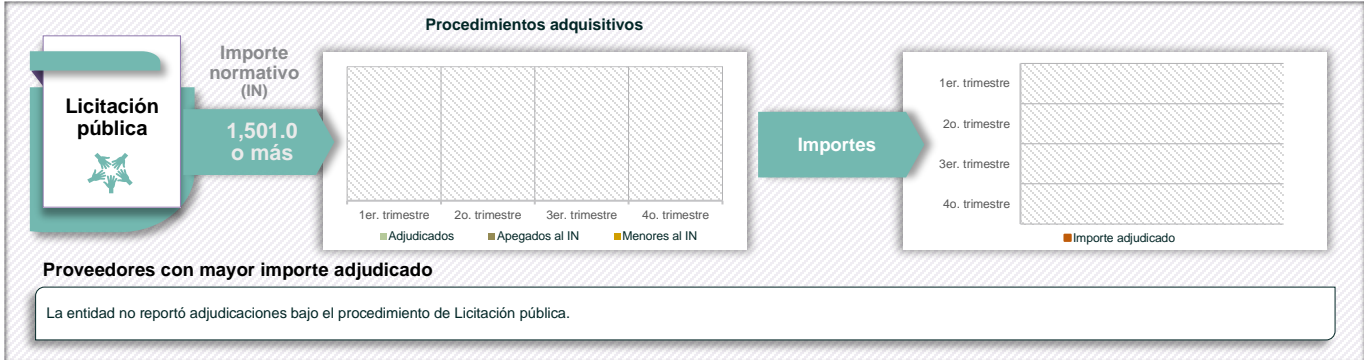 Procedimientos adquisitivos
Licitación
pública
Importe
normativo
(IN)
1,501.0
o más
1er. trimestre 2o. trimestre 3er. trimestre 4o. trimestre
Adjudicados Apegados al IN Menores al IN
Importes
1er. trimestre
2o. trimestre
3er. trimestre
4o. trimestre
Importe adjudicado
Proveedores con mayor importe adjudicado
La entidad no reportó adjudicaciones bajo el procedimiento de Licitación pública.